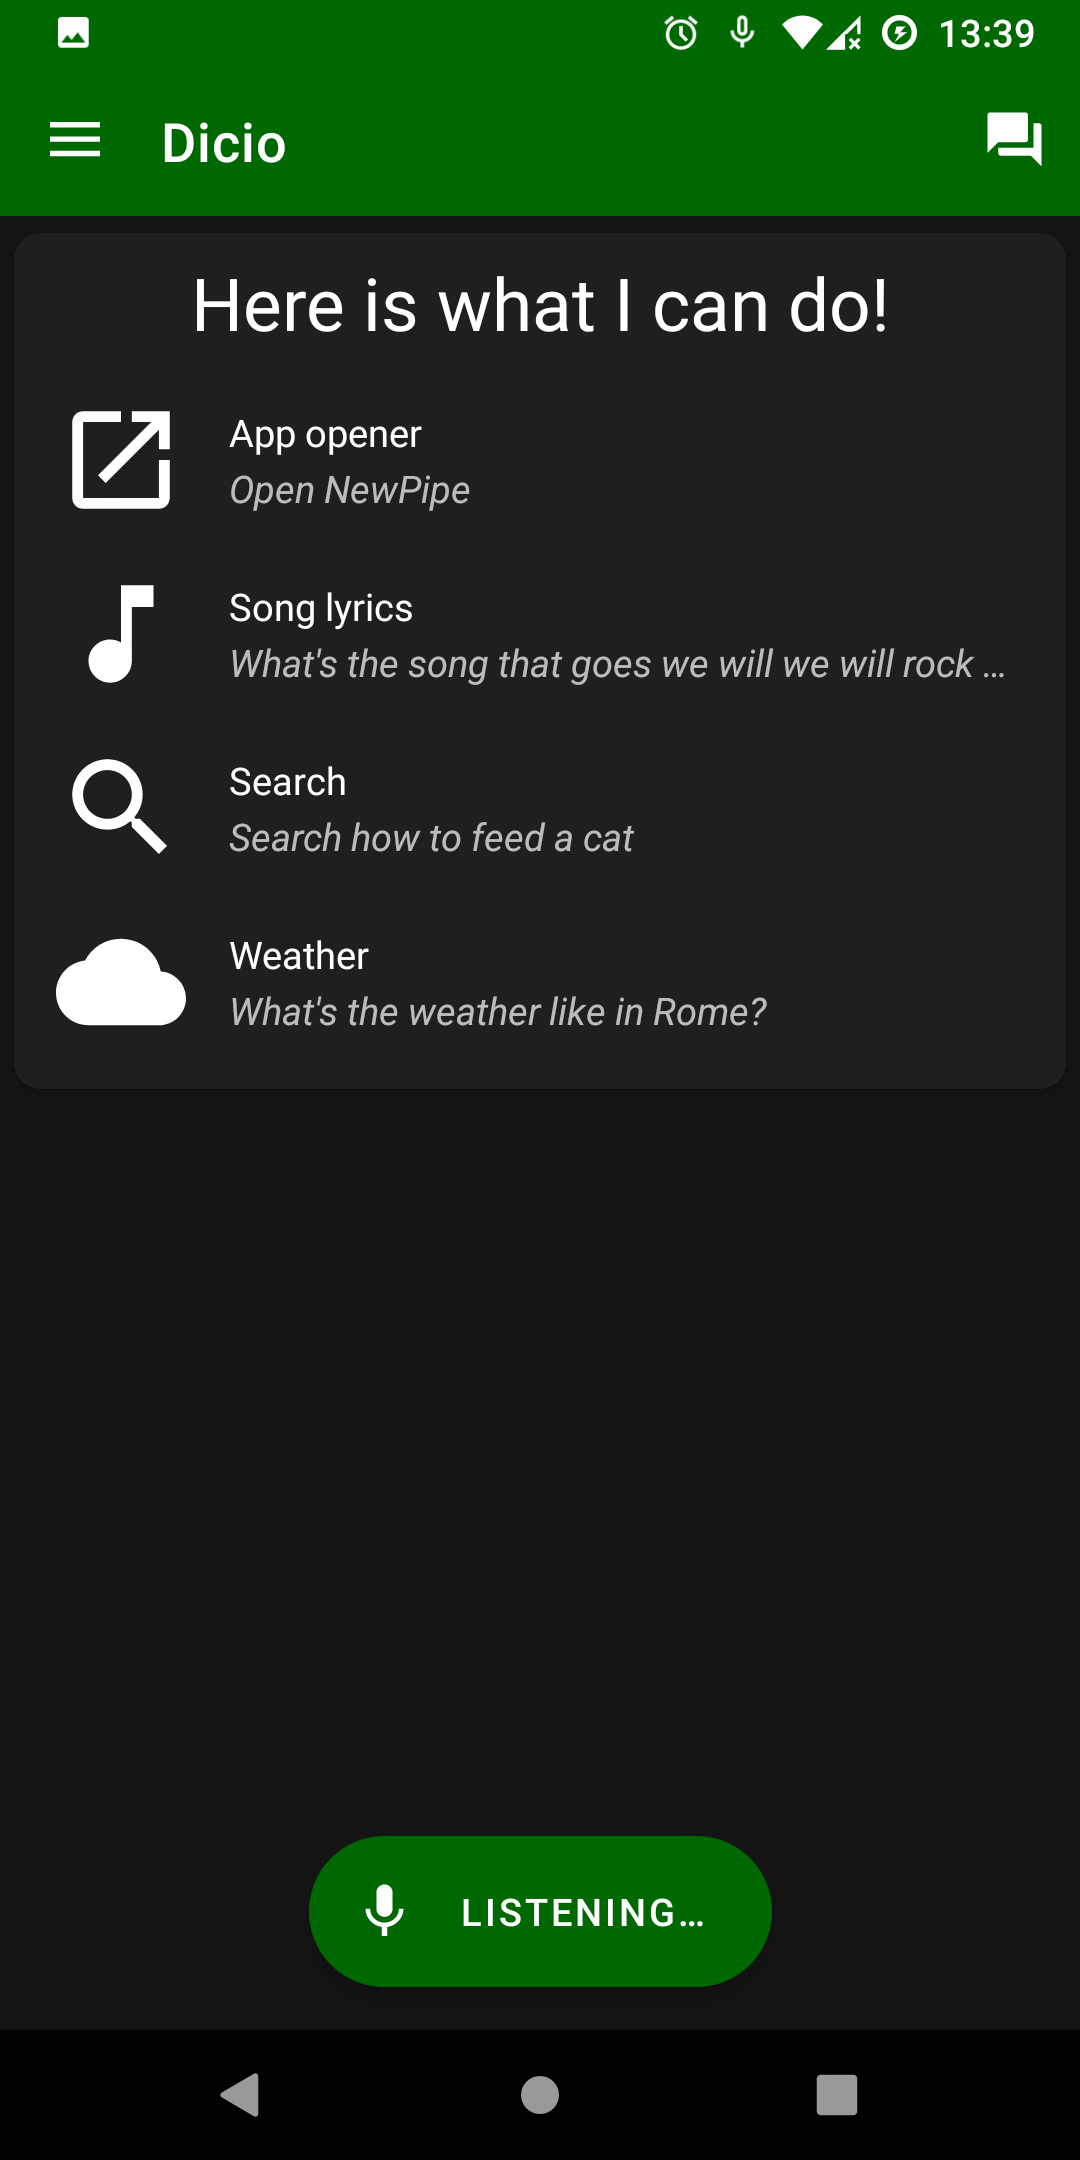 13:39
Dicio
Here is what I can do!
App opener
Open NewPipe
Song lyrics
What's the song that goes we will we will rock …
Search
Search how to feed a cat
Weather
What's the weather like in Rome?
LISTENING…